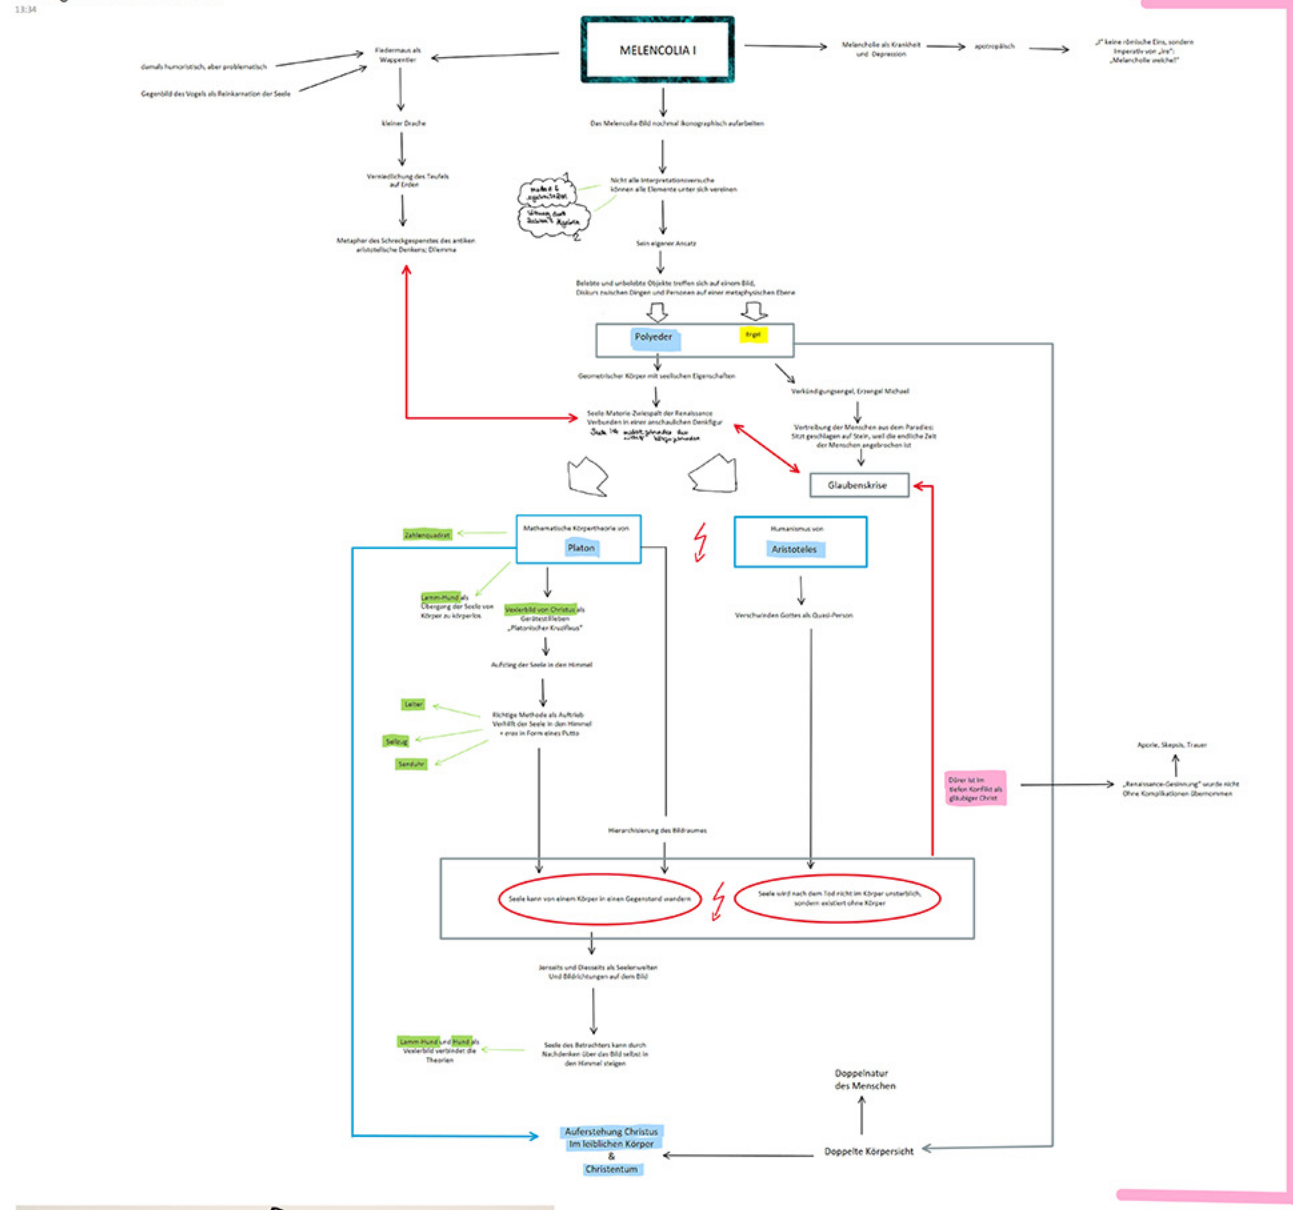 13:34
MELENCOLIA I
Fledermaus als
Wappentier
damals humoristisch, aber problematisch
Gegenbild des Vogels als Reinkarnation der Seele
kleiner Drache
Verniedlichung des Teufels
auf Erden
Metapher des Schreckgespenstes des antiken
aristotelische Denkens; Dilemma
Melancholie als Krankheit
und Depression
apotropäisch
„I“ keine römische Eins, sondern
Imperativ von „ire“:
„Melancholie weiche!“
Das Melencolia-Bild nochmal ikonographisch aufarbeiten
Nicht alle Interpretationsversuche
können alle Elemente unter sich vereinen
1
2
Sein eigener Ansatz
Belebte und unbelebte Objekte treffen sich auf einem Bild,
Diskurs zwischen Dingen und Personen auf einer metaphysischen Ebene
Polyeder
Engel
Geometrischer Körper mit seelischen Eigenschaften
Seele-Materie-Zwiespalt der Renaissance
Verbunden in einer anschaulichen Denkfigur
Verkündigungsengel, Erzengel Michael
Vertreibung der Menschen aus dem Paradies;
Sitzt geschlagen auf Stein, weil die endliche Zeit
der Menschen angebrochen ist
Glaubenskrise
Mathematische Körpertheorie von
Platon
Humanismus von
Aristoteles
Zahlenquadrat
Lamm-Hund als
Übergang der Seele von
Körper zu körperlos
Vexierbild von Christus als
Gerätestillleben
„Platonischer Kruzifixus“
Aufstieg der Seele in den Himmel
Richtige Methode als Auftrieb
Verhilft der Seele in den Himmel
+ eros in Form eines Putto
Leiter
Seilzug
Sanduhr
Verschwinden Gottes als Quasi-Person
Hierarchisierung des Bildraumes
Seele kann von einem Körper in einen Gegenstand wandern
Seele wird nach dem Tod nicht im Körper unsterblich,
sondern existiert ohne Körper
Dürer ist im
tiefen Konflikt als
gläubiger Christ
„Renaissance-Gesinnung“ wurde nicht
Ohne Komplikationen übernommen
Aporie, Skepsis, Trauer
Jenseits und Diesseits als Seelenwelten
Und Bildrichtungen auf dem Bild
Seele des Betrachters kann durch
Nachdenken über das Bild selbst in
den Himmel steigen
Lamm-Hund und Hund als
Vexierbild verbindet die
Theorien
Auferstehung Christus
Im leiblichen Körper
&
Christentum
Doppelte Körpersicht
Doppelnatur
des Menschen